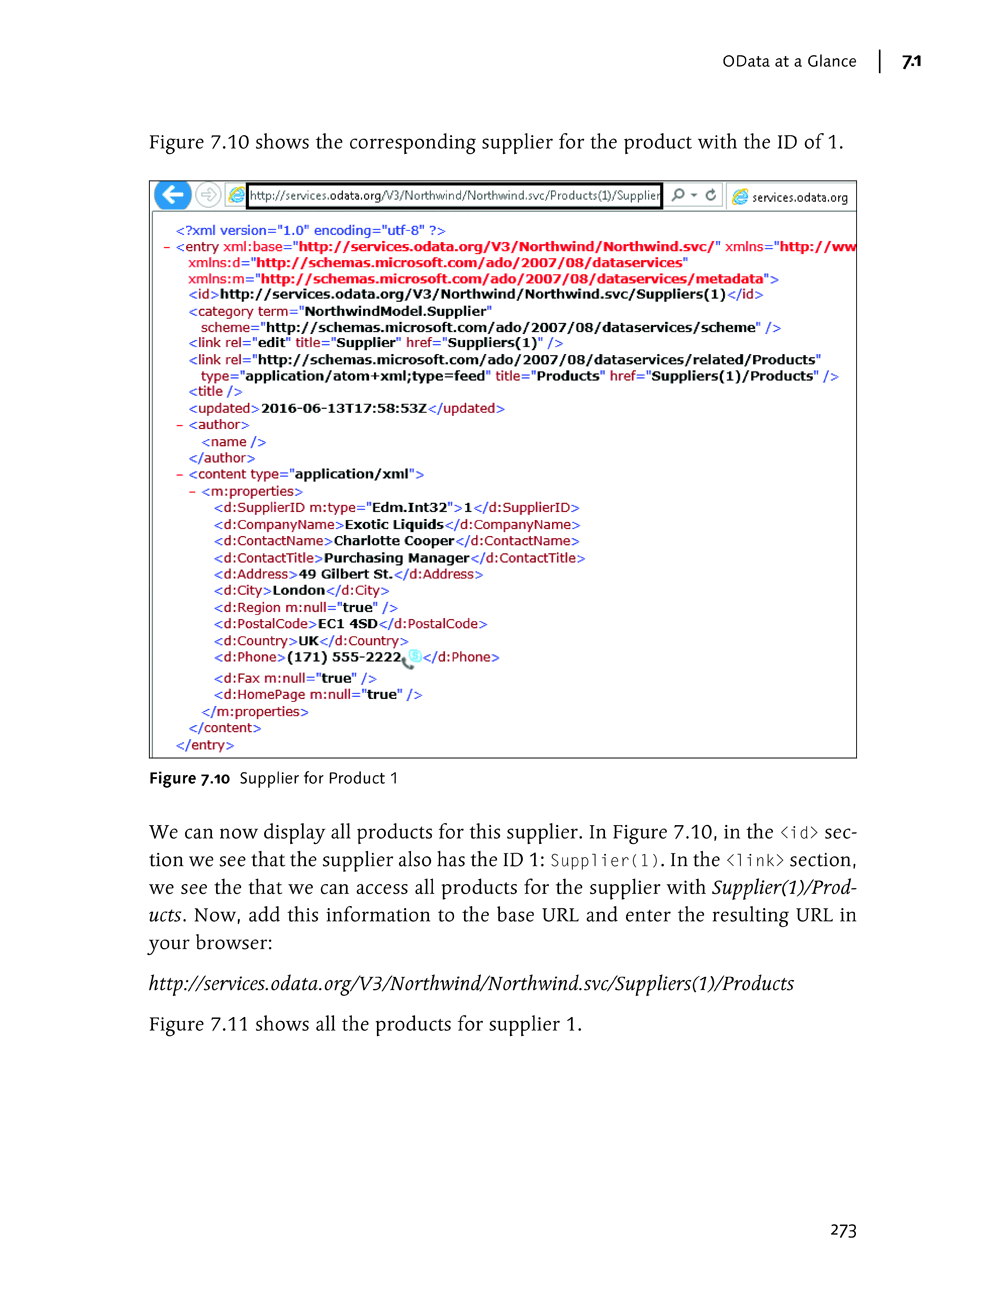 OData at a Glance | 7.1
Figure 7.10 shows the corresponding supplier for the product with the ID of 1.
http://services.odata.org/V3/Northwind/Northwind.svc/Products(1)/Supplier
services.odata.org
<?xml version="1.0" encoding="utf-8" ?>
– <entry xml:base="http://services.odata.org/V3/Northwind/Northwind.svc/" xmlns="http://ww
xmlns:d="http://schemas.microsoft.com/ado/2007/08/dataservices"
xmlns:m="http://schemas.microsoft.com/ado/2007/08/dataservices/metadata">
<id>http://services.odata.org/V3/Northwind/Northwind.svc/Suppliers(1)</id>
<category term="NorthwindModel.Supplier"
scheme="http://schemas.microsoft.com/ado/2007/08/dataservices/scheme" />
<link rel="edit" title="Supplier" href="Suppliers(1)" />
<link rel="http://schemas.microsoft.com/ado/2007/08/dataservices/related/Products"
type="application/atom+xml;type=feed" title="Products" href="Suppliers(1)/Products" />
<title />
<updated>2016-06-13T17:58:53Z</updated>
– <author>
<name />
</author>
– <content type="application/xml">
– <m:properties>
<d:SupplierID m:type="Edm.Int32">1</d:SupplierID>
<d:CompanyName>Exotic Liquids</d:CompanyName>
<d:ContactName>Charlotte Cooper</d:ContactName>
<d:ContactTitle>Purchasing Manager</d:ContactTitle>
<d:Address>49 Gilbert St.</d:Address>
<d:City>London</d:City>
<d:Region m:null="true" />
<d:PostalCode>EC1 4SD</d:PostalCode>
<d:Country>UK</d:Country>
<d:Phone>(171) 555-2222</d:Phone>
<d:Fax m:null="true" />
<d:HomePage m:null="true" />
</m:properties>
</content>
</entry>
Figure 7.10 Supplier for Product 1
We can now display all products for this supplier. In Figure 7.10, in the <id> sec-
tion we see that the supplier also has the ID 1: Supplier(1). In the <link> section,
we see the that we can access all products for the supplier with Supplier(1)/Prod-
ucts. Now, add this information to the base URL and enter the resulting URL in
your browser:
http://services.odata.org/V3/Northwind/Northwind.svc/Suppliers(1)/Products
Figure 7.11 shows all the products for supplier 1.
273